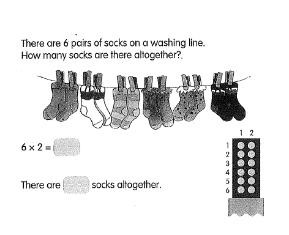 There are 6 pairs of socks on a washing line.
How many socks are there altogether?
6 x 2 =
There are socks altogether.
1 2
1
2
3
4
5
6